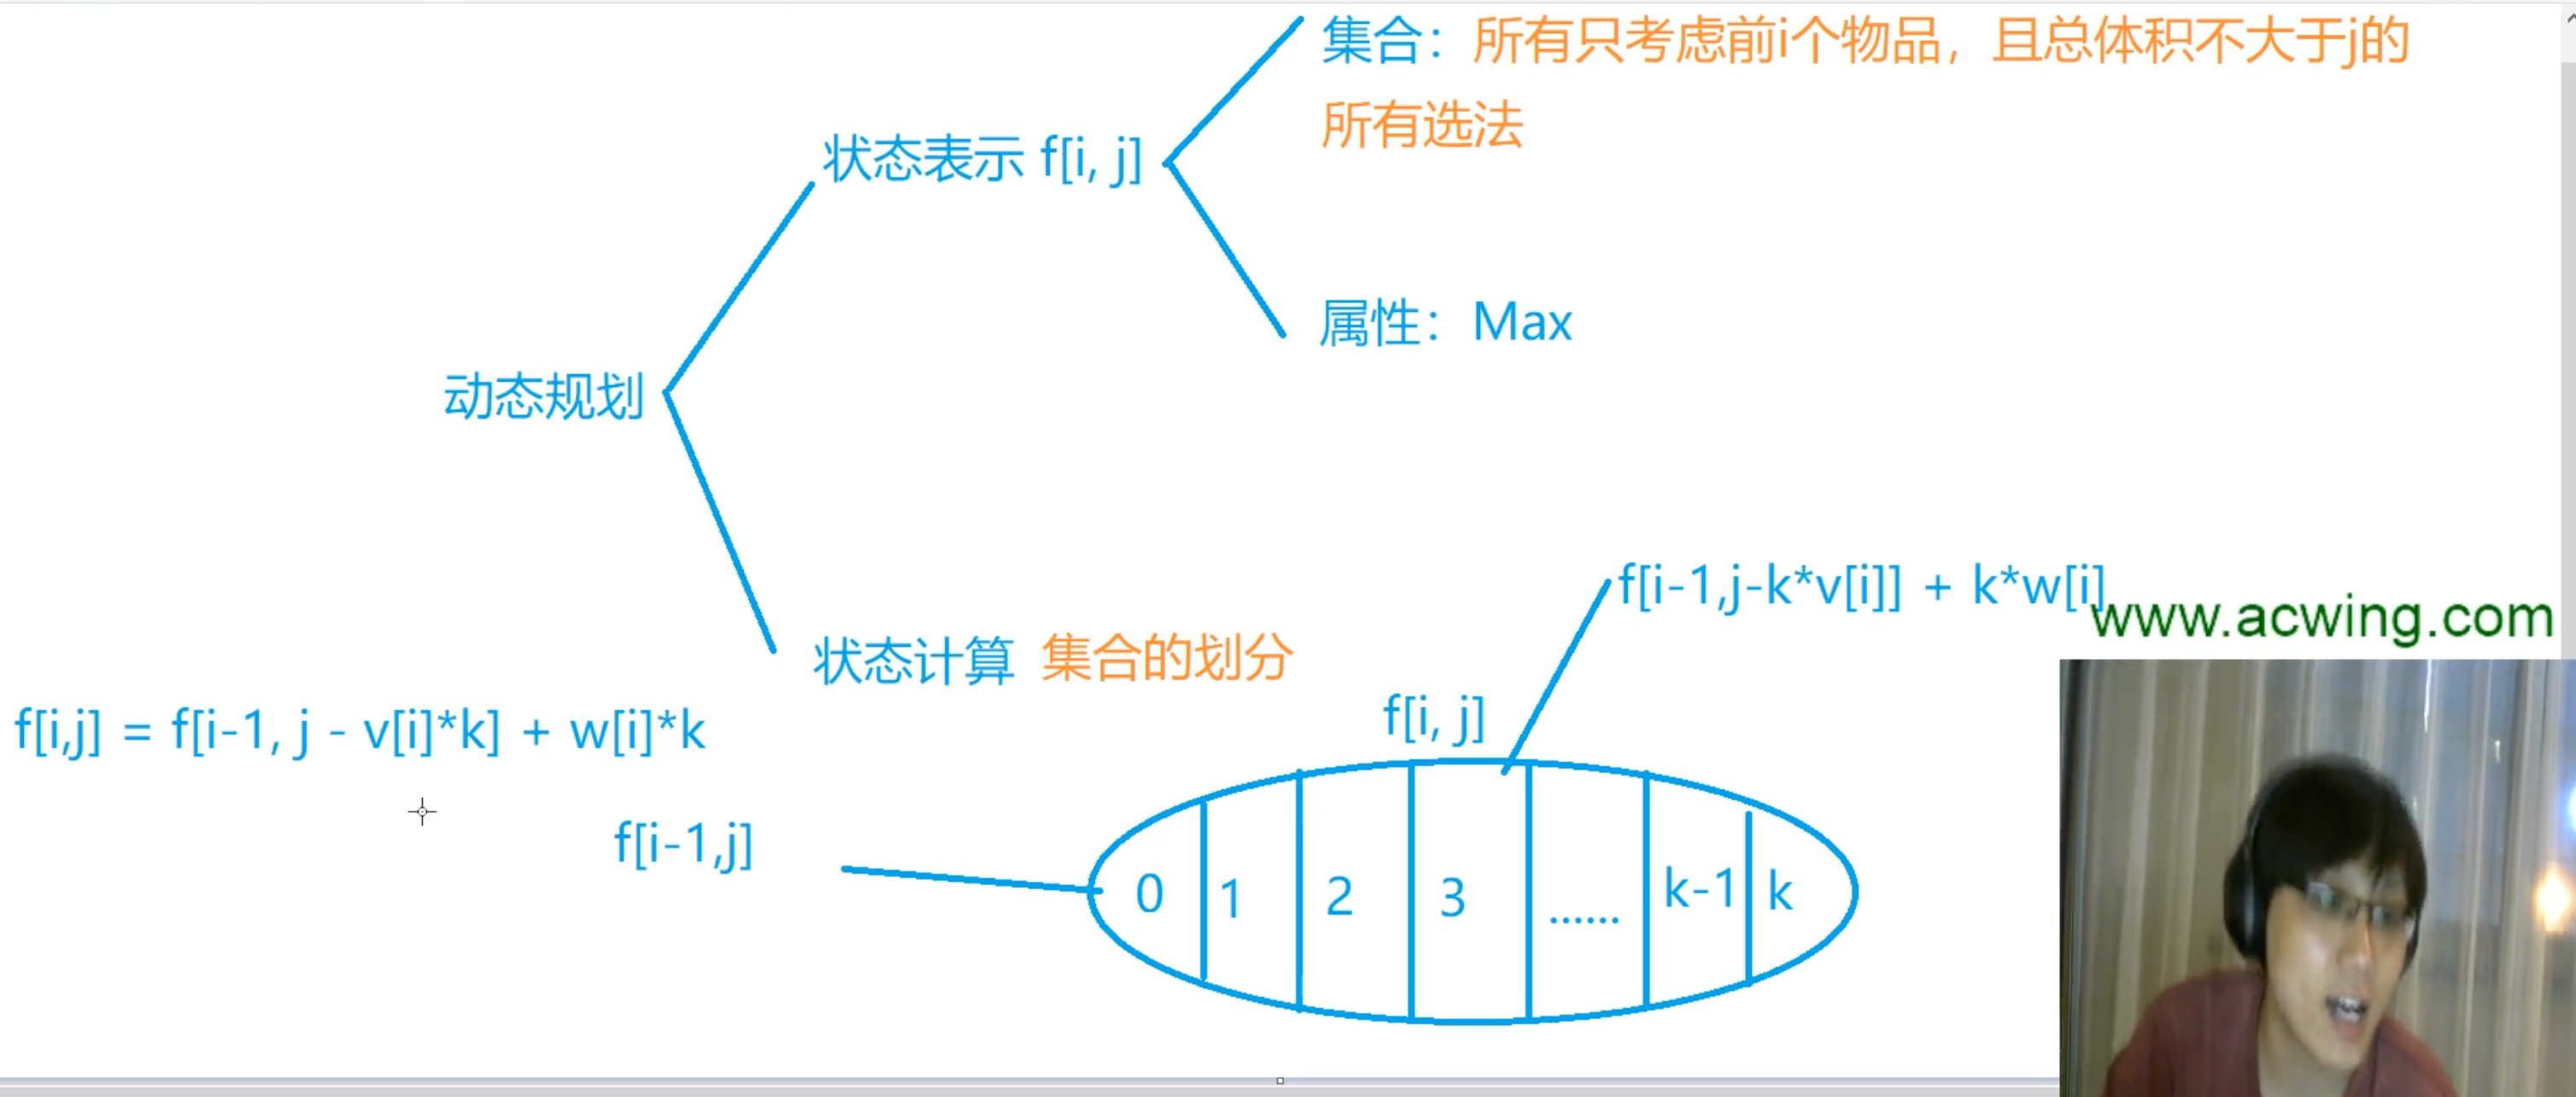 集合：所有只考虑前i个物品，且总体积不大于j的
所有选法
状态表示 f[i, j]
属性：Max
动态规划
f[i-1,j-k*v[i]] + k*w[i]
www.acwing.com
状态计算 集合的划分
f[i, j]
f[i,j] = f[i-1, j - v[i]*k] + w[i]*k
f[i-1,j]
0 1 2 3 ...... k-1 k